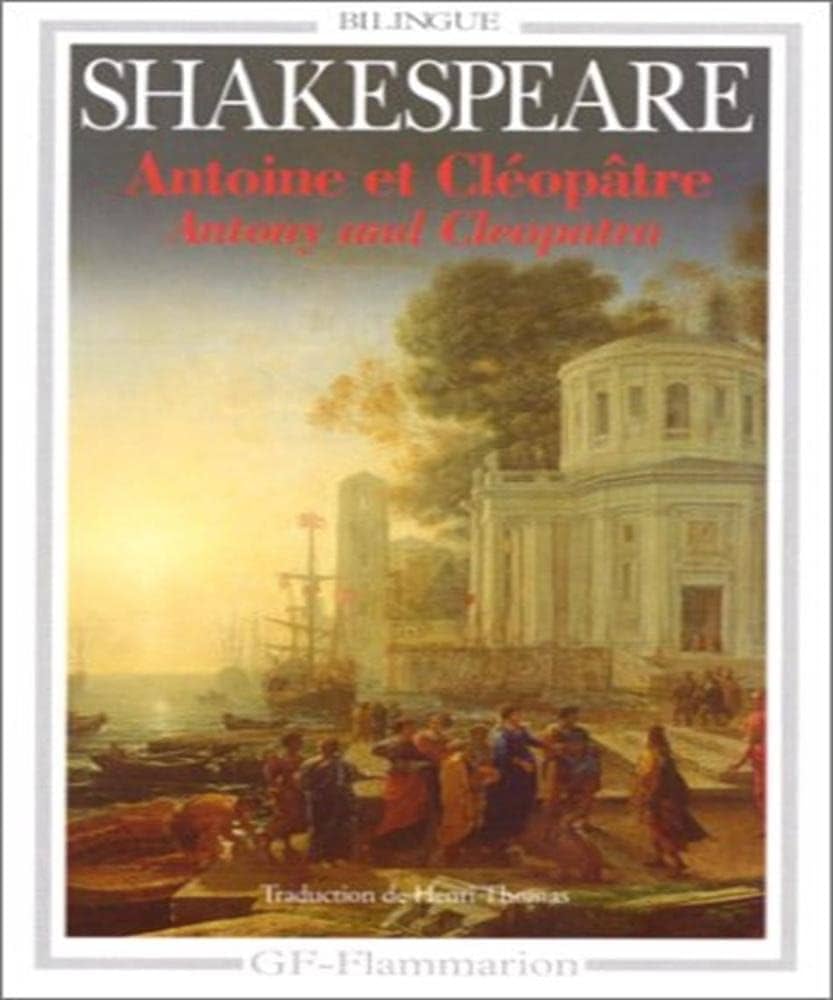 BILINGUE
SHAKESPEARE
Antoine et Cléopâtre
Antony and Cleopatra
Traduction de Henri Thomas
GF-Flammarion